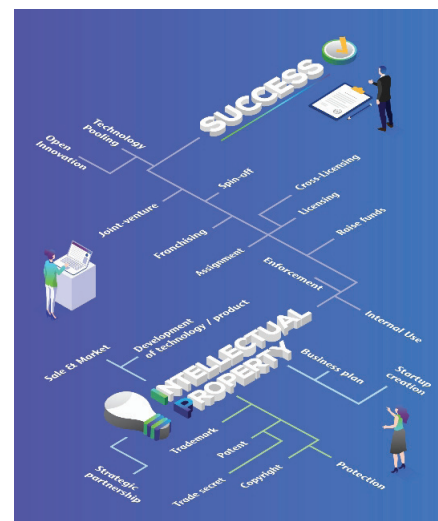 SUCCESS
Technology
Pooling
Open
Innovation
Spin-off
Cross-Licensing
Joint-venture
Licensing
Franchising
Raise funds
Assignment
Enforcement
Internal Use
Development
of technology / product
Sale & Market
INTELLECTUAL
PROPERTY
Business plan
Startup
creation
Trademark
Patent
Strategic
partnership
Trade secret
Copyright
Protection